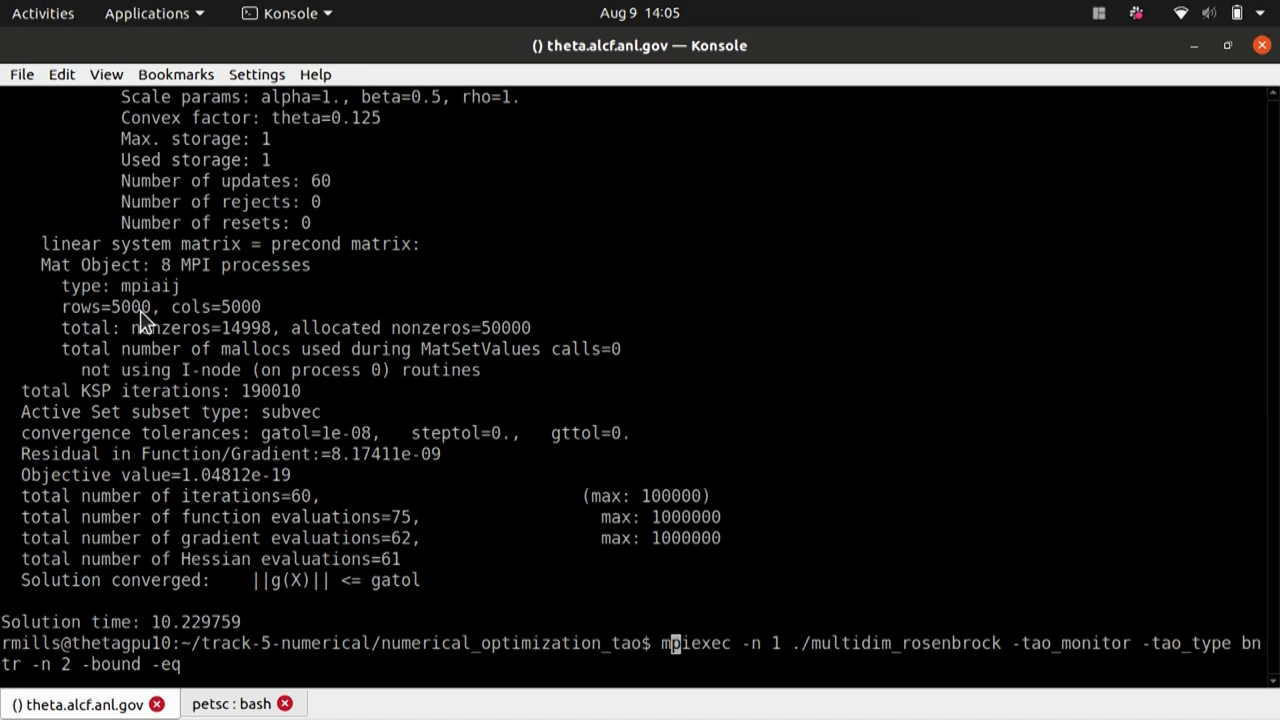 Activities Applications Konsole Aug 9 14:05
() theta.alcf.anl.gov — Konsole
File Edit View Bookmarks Settings Help
Scale params: alpha=1., beta=0.5, rho=1.
Convex factor: theta=0.125
Max. storage: 1
Used storage: 1
Number of updates: 60
Number of rejects: 0
Number of resets: 0
linear system matrix = precond matrix:
Mat Object: 8 MPI processes
type: mpiaij
rows=5000, cols=5000
total: nonzeros=14998, allocated nonzeros=50000
total number of mallocs used during MatSetValues calls=0
not using I-node (on process 0) routines
total KSP iterations: 190010
Active Set subset type: subvec
convergence tolerances: gatol=1e-08, steptol=0., gttol=0.
Residual in Function/Gradient:=8.17411e-09
Objective value=1.04812e-19
total number of iterations=60, (max: 100000)
total number of function evaluations=75, max: 1000000
total number of gradient evaluations=62, max: 1000000
total number of Hessian evaluations=61
Solution converged: ||g(X)|| <= gatol
Solution time: 10.229759
rmills@thetagpu10:~/track-5-numerical/numerical_optimization_tao$ mpiexec -n 1 ./multidim_rosenbrock -tao_monitor -tao_type bn
tr -n 2 -bound -eq
() theta.alcf.anl.gov petsc : bash